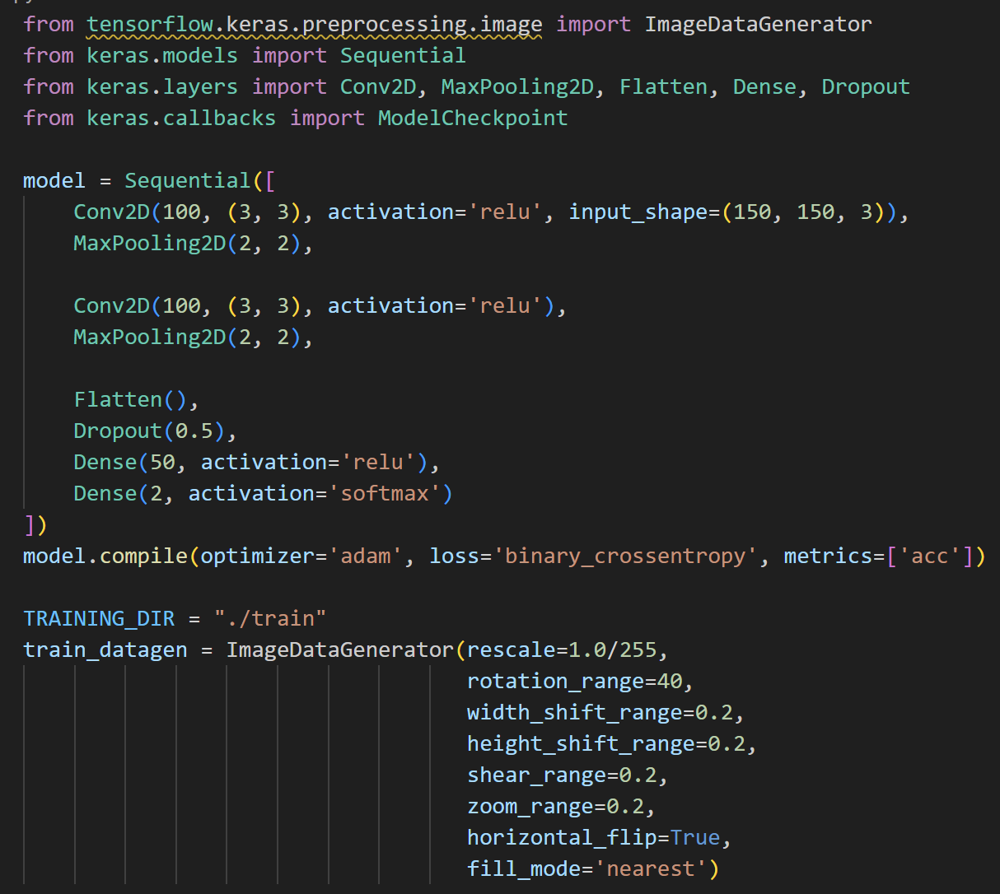 from tensorflow.keras.preprocessing.image import ImageDataGenerator
from keras.models import Sequential
from keras.layers import Conv2D, MaxPooling2D, Flatten, Dense, Dropout
from keras.callbacks import ModelCheckpoint
model = Sequential([
    Conv2D(100, (3, 3), activation='relu', input_shape=(150, 150, 3)),
    MaxPooling2D(2, 2),
    Conv2D(100, (3, 3), activation='relu'),
    MaxPooling2D(2, 2),
    Flatten(),
    Dropout(0.5),
    Dense(50, activation='relu'),
    Dense(2, activation='softmax')
])
model.compile(optimizer='adam', loss='binary_crossentropy', metrics=['acc'])
TRAINING_DIR = "./train"
train_datagen = ImageDataGenerator(rescale=1.0/255,
                                   rotation_range=40,
                                   width_shift_range=0.2,
                                   height_shift_range=0.2,
                                   shear_range=0.2,
                                   zoom_range=0.2,
                                   horizontal_flip=True,
                                   fill_mode='nearest')